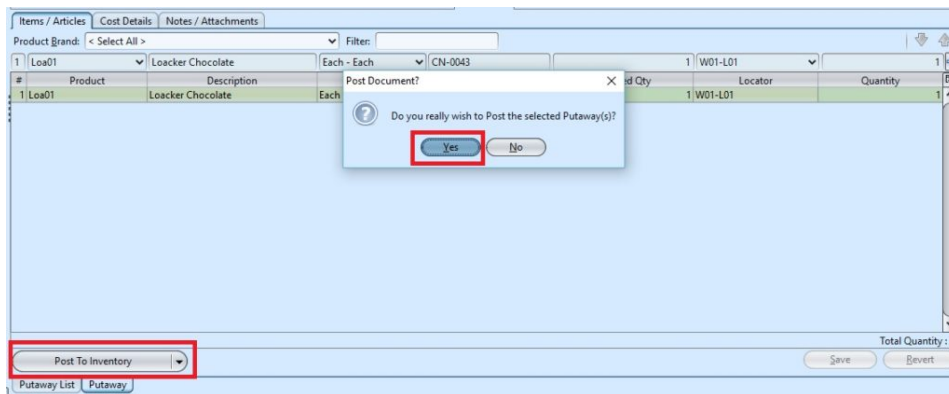 Items / Articles Cost Details Notes / Attachments
Product Brand: < Select All > Filter:
1 Loa01 Loacker Chocolate Each - Each CN-0043 1 W01-L01 1
# Product Description Post Document? ed Qty Locator Quantity
1 Loa01 Loacker Chocolate Each 1 W01-L01 1
Do you really wish to Post the selected Putaway(s)?
Yes No
Total Quantity :
Post To Inventory Save Revert
Putaway List Putaway